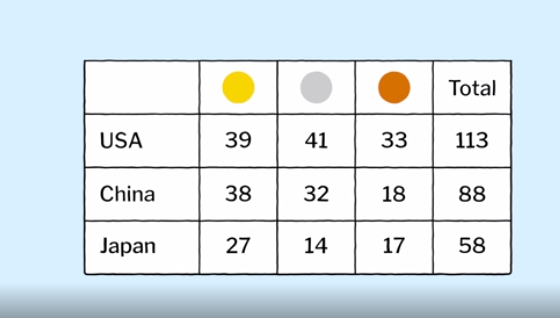 Total
USA 39 41 33 113
China 38 32 18 88
Japan 27 14 17 58